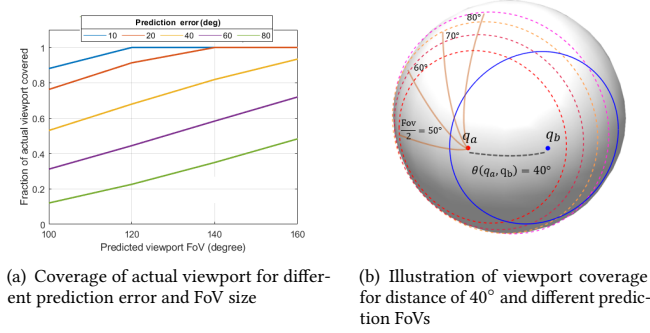 Prediction error (deg)
10 20 40 60 80
Fraction of actual viewport covered
1
0.8
0.6
0.4
0.2
0
100 120 140 160
Predicted viewport FoV (degree)
80°
70°
60°
Fov/2 = 50°
q_a q_b
θ(q_a, q_b) = 40°
(a) Coverage of actual viewport for differ-
ent prediction error and FoV size
(b) Illustration of viewport coverage
for distance of 40° and different predic-
tion FoVs